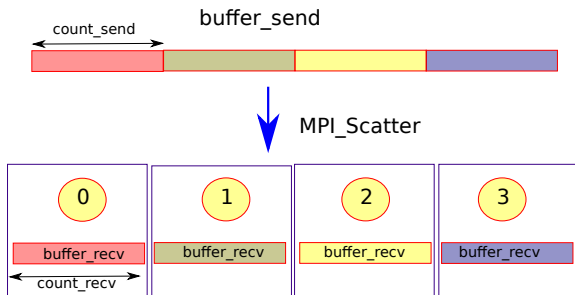 buffer_send
count_send
MPI_Scatter
0 1 2 3
buffer_recv buffer_recv buffer_recv buffer_recv
count_recv